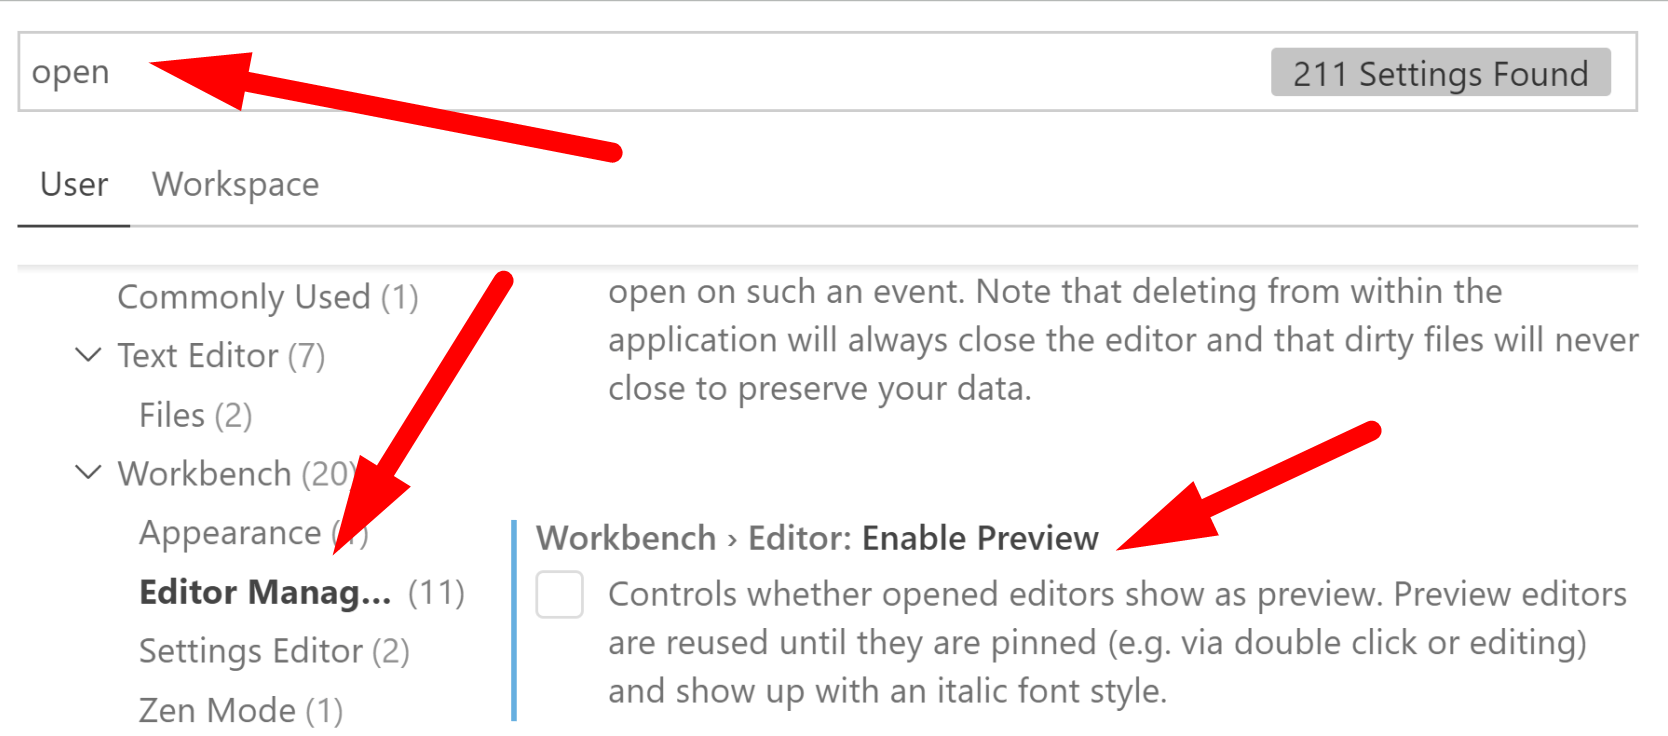 open
211 Settings Found
User Workspace
Commonly Used (1)
Text Editor (7)
Files (2)
Workbench (20)
Appearance
Editor Manag... (11)
Settings Editor (2)
Zen Mode (1)
open on such an event. Note that deleting from within the
application will always close the editor and that dirty files will never
close to preserve your data.
Workbench › Editor: Enable Preview
Controls whether opened editors show as preview. Preview editors
are reused until they are pinned (e.g. via double click or editing)
and show up with an italic font style.